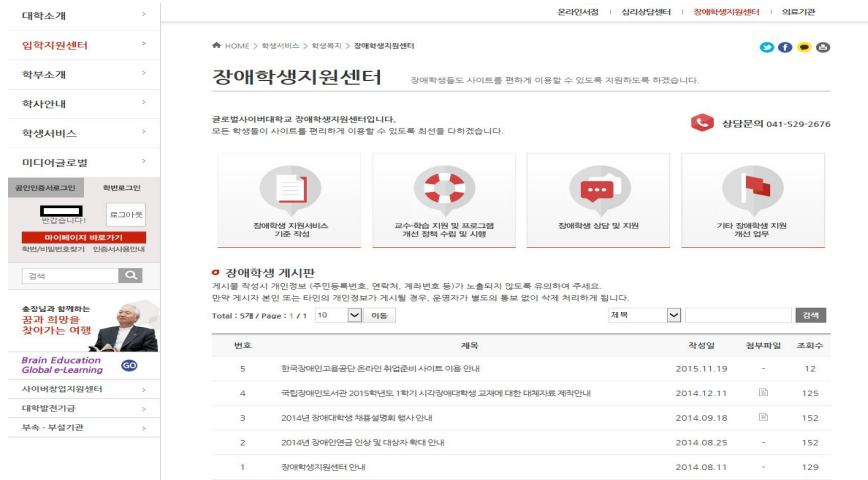 온라인서점 | 심리상담센터 | 장애학생지원센터 | 의료기관
대학소개
입학지원센터
학부소개
학사안내
학생서비스
미디어글로벌
공인인증서로그인 학번로그인
반갑습니다!
로그아웃
마이페이지 바로가기
학번/비밀번호찾기 인증서사용안내
검색
총장님과 함께하는
꿈과 희망을
찾아가는 여행
Brain Education
Global e-Learning
GO
사이버창업지원센터
대학발전기금
부속 · 부설기관
HOME > 학생서비스 > 학생복지 > 장애학생지원센터
장애학생지원센터
장애학생들도 사이트를 편하게 이용할 수 있도록 지원하도록 하겠습니다.
글로벌사이버대학교 장애학생지원센터입니다.
모든 학생들이 사이트를 편리하게 이용할 수 있도록 최선을 다하겠습니다.
상담문의 041-529-2676
장애학생 지원서비스
기준 작성
교수·학습 지원 및 프로그램
개선 정책 수립 및 시행
장애학생 상담 및 지원
기타 장애학생 지원
개선 업무
장애학생 게시판
게시물 작성시 개인정보 (주민등록번호, 연락처, 계좌번호 등)가 노출되지 않도록 유의하여 주세요.
만약 게시자 본인 또는 타인의 개인정보가 게시될 경우, 운영자가 별도의 통보 없이 삭제 처리하게 됩니다.
Total : 5개 / Page : 1 / 1 10 이동 제목 검색
번호 제목 작성일 첨부파일 조회수
5 한국장애인고용공단 온라인 취업준비 사이트 이용 안내 2015.11.19 - 12
4 국립장애인도서관 2015학년도 1학기 시각장애대학생 교재에 대한 대체자료 제작안내 2014.12.11 125
3 2014년 장애대학생 채용설명회 행사 안내 2014.09.18 152
2 2014년 장애인연금 인상 및 대상자 확대 안내 2014.08.25 - 152
1 장애학생지원센터 안내 2014.08.11 - 129